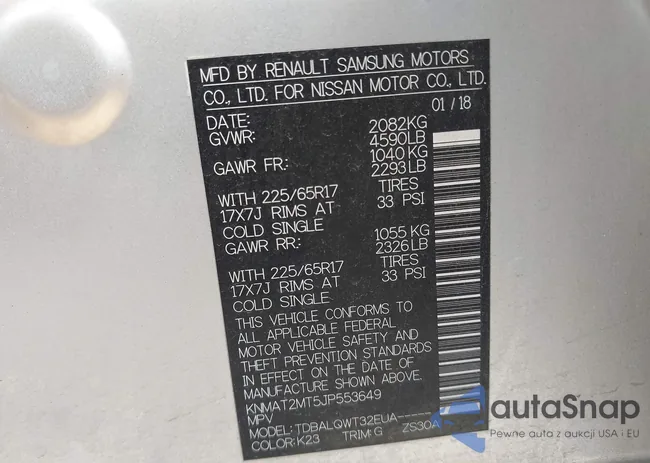 MFD BY RENAULT SAMSUNG MOTORS
CO., LTD. FOR NISSAN MOTOR CO., LTD.
DATE: 01 / 18
GVWR: 2082KG
4590LB
GAWR FR.: 1040 KG
2293LB
WITH 225/65R17 TIRES
17X7J RIMS AT 33 PSI
COLD SINGLE
GAWR RR.: 1055 KG
2326LB
WITH 225/65R17 TIRES
17X7J RIMS AT 33 PSI
COLD SINGLE
THIS VEHICLE CONFORMS TO
ALL APPLICABLE FEDERAL
MOTOR VEHICLE SAFETY AND
THEFT PREVENTION STANDARDS
IN EFFECT ON THE DATE OF
MANUFACTURE SHOWN ABOVE.
KNMAT2MT5JP553649
MPV
MODEL: TDBALQWT32EUA-----
COLOR: K23 TRIM: G ZS30A
autaSnap
Pewne auta z aukcji USA i EU